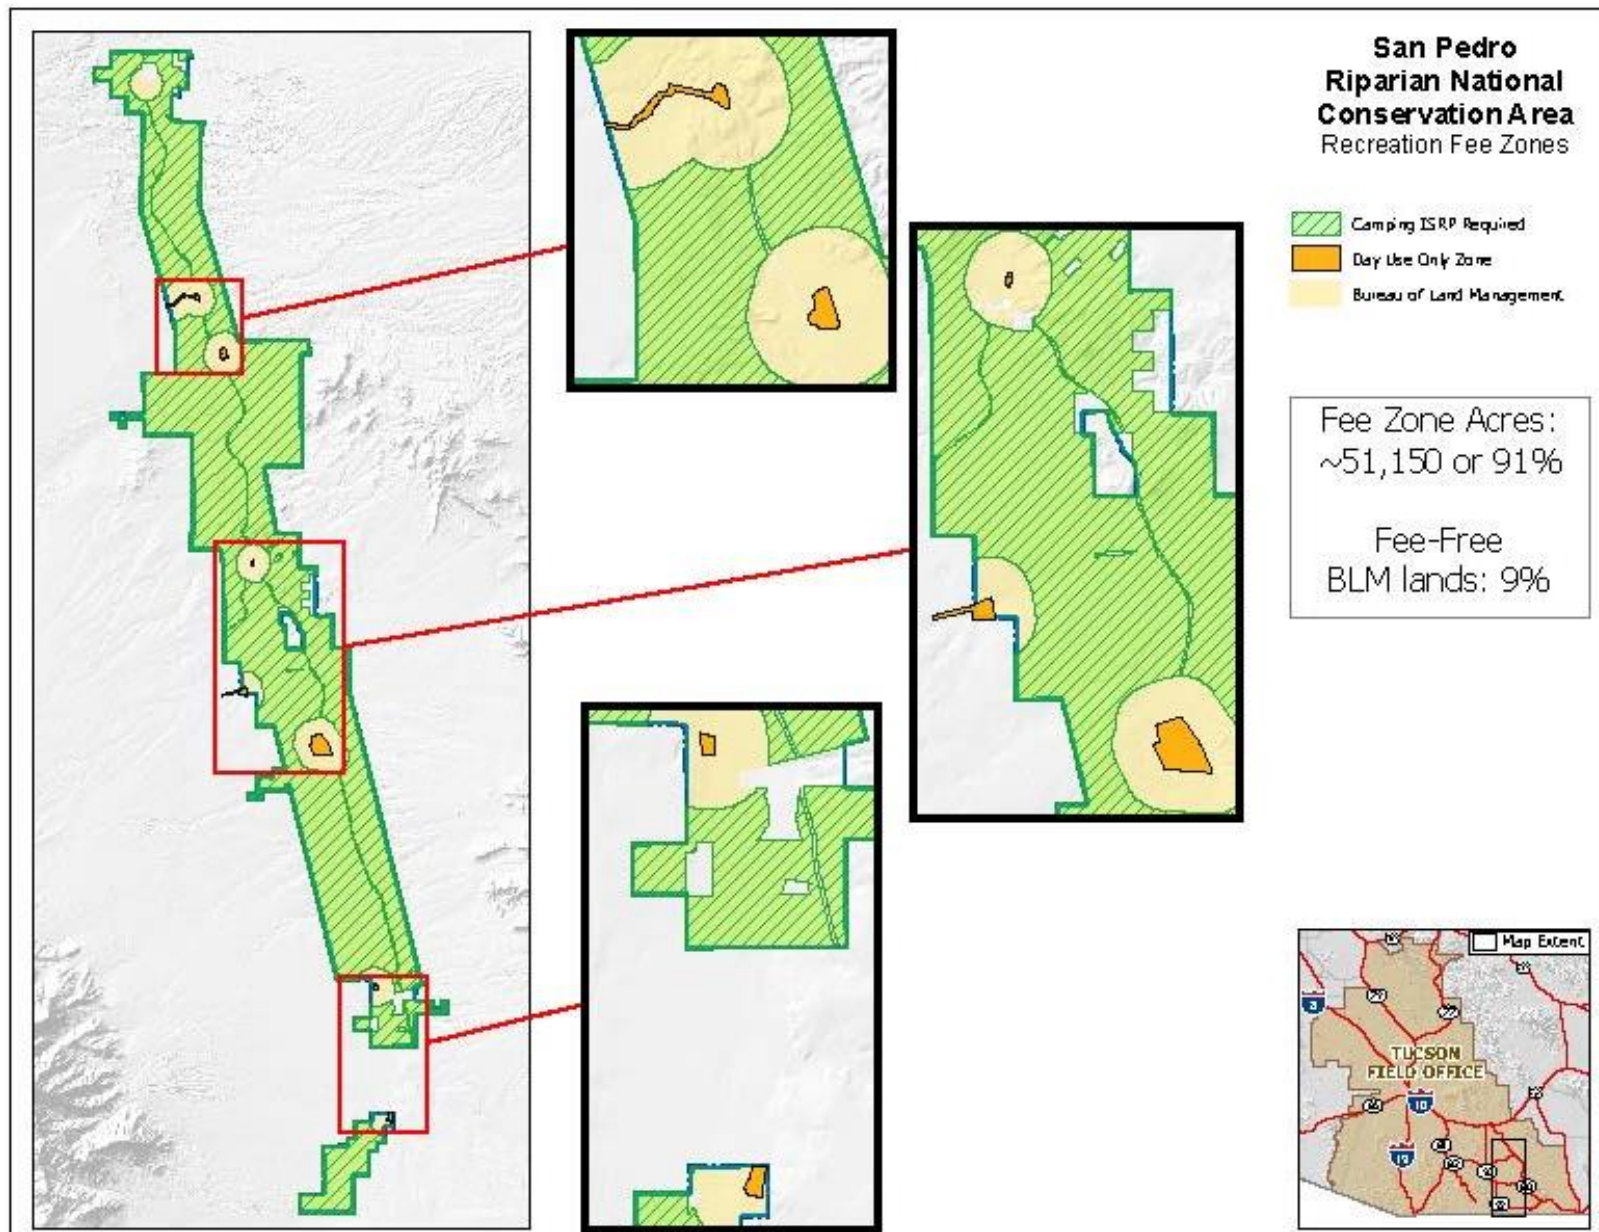 San Pedro
Riparian National
Conservation Area
Recreation Fee Zones
Camping ISRP Required
Day Use Only Zone
Bureau of Land Management
Fee Zone Acres:
~51,150 or 91%
Fee-Free
BLM lands: 9%
Map Extent
TUCSON
FIELD OFFICE
10